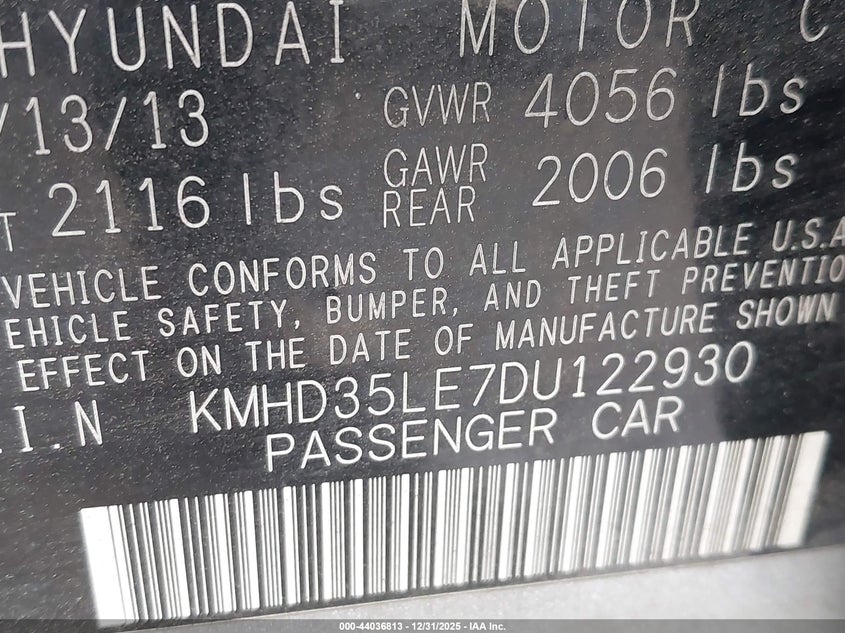 HYUNDAI MOTOR C
/13/13 GVWR 4056 lbs
T 2116 lbs GAWR REAR 2006 lbs
VEHICLE CONFORMS TO ALL APPLICABLE U.S.A
EHICLE SAFETY, BUMPER, AND THEFT PREVENTIO
EFFECT ON THE DATE OF MANUFACTURE SHOWN
.I.N KMHD35LE7DU122930
PASSENGER CAR
000-44036813 - 12/31/2025 - IAA Inc.